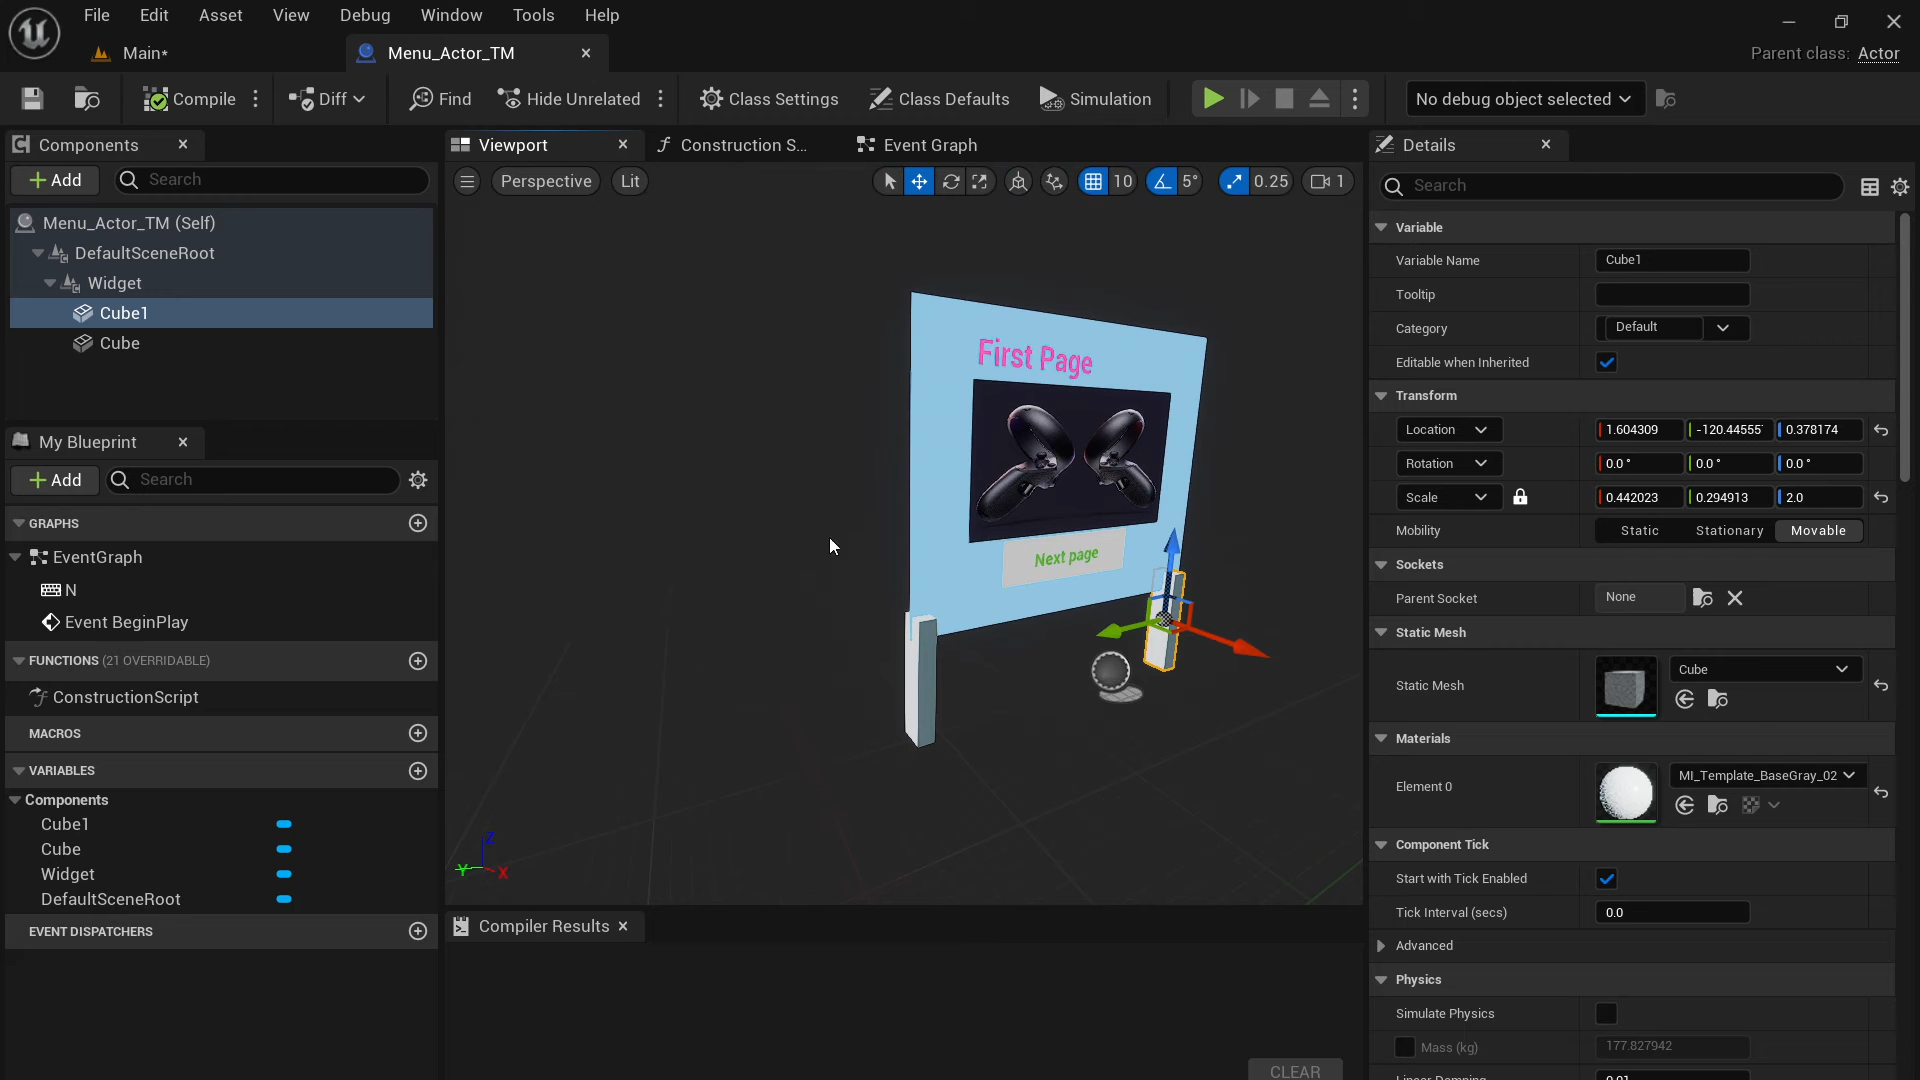 File Edit Asset View Debug Window Tools Help
Main* Menu_Actor_TM Parent class: Actor
Compile Diff Find Hide Unrelated Class Settings Class Defaults Simulation No debug object selected
Components
Add Search
Menu_Actor_TM (Self)
DefaultSceneRoot
Widget
Cube1
Cube
My Blueprint
Add Search
GRAPHS
EventGraph
N
Event BeginPlay
FUNCTIONS (21 OVERRIDABLE)
ConstructionScript
MACROS
VARIABLES
Components
Cube1
Cube
Widget
DefaultSceneRoot
EVENT DISPATCHERS
Viewport Construction S... Event Graph
Perspective Lit 10 5° 0.25 1
First Page
Next page
Z
Y X
Compiler Results
CLEAR
Details
Search
Variable
Variable Name Cube1
Tooltip
Category Default
Editable when Inherited
Transform
Location 1.604309 -120.44555 0.378174
Rotation 0.0 ° 0.0 ° 0.0 °
Scale 0.442023 0.294913 2.0
Mobility Static Stationary Movable
Sockets
Parent Socket None
Static Mesh
Static Mesh Cube
Materials
Element 0 MI_Template_BaseGray_02
Component Tick
Start with Tick Enabled
Tick Interval (secs) 0.0
Advanced
Physics
Simulate Physics
Mass (kg) 177.827942
Linear Damping 0.01